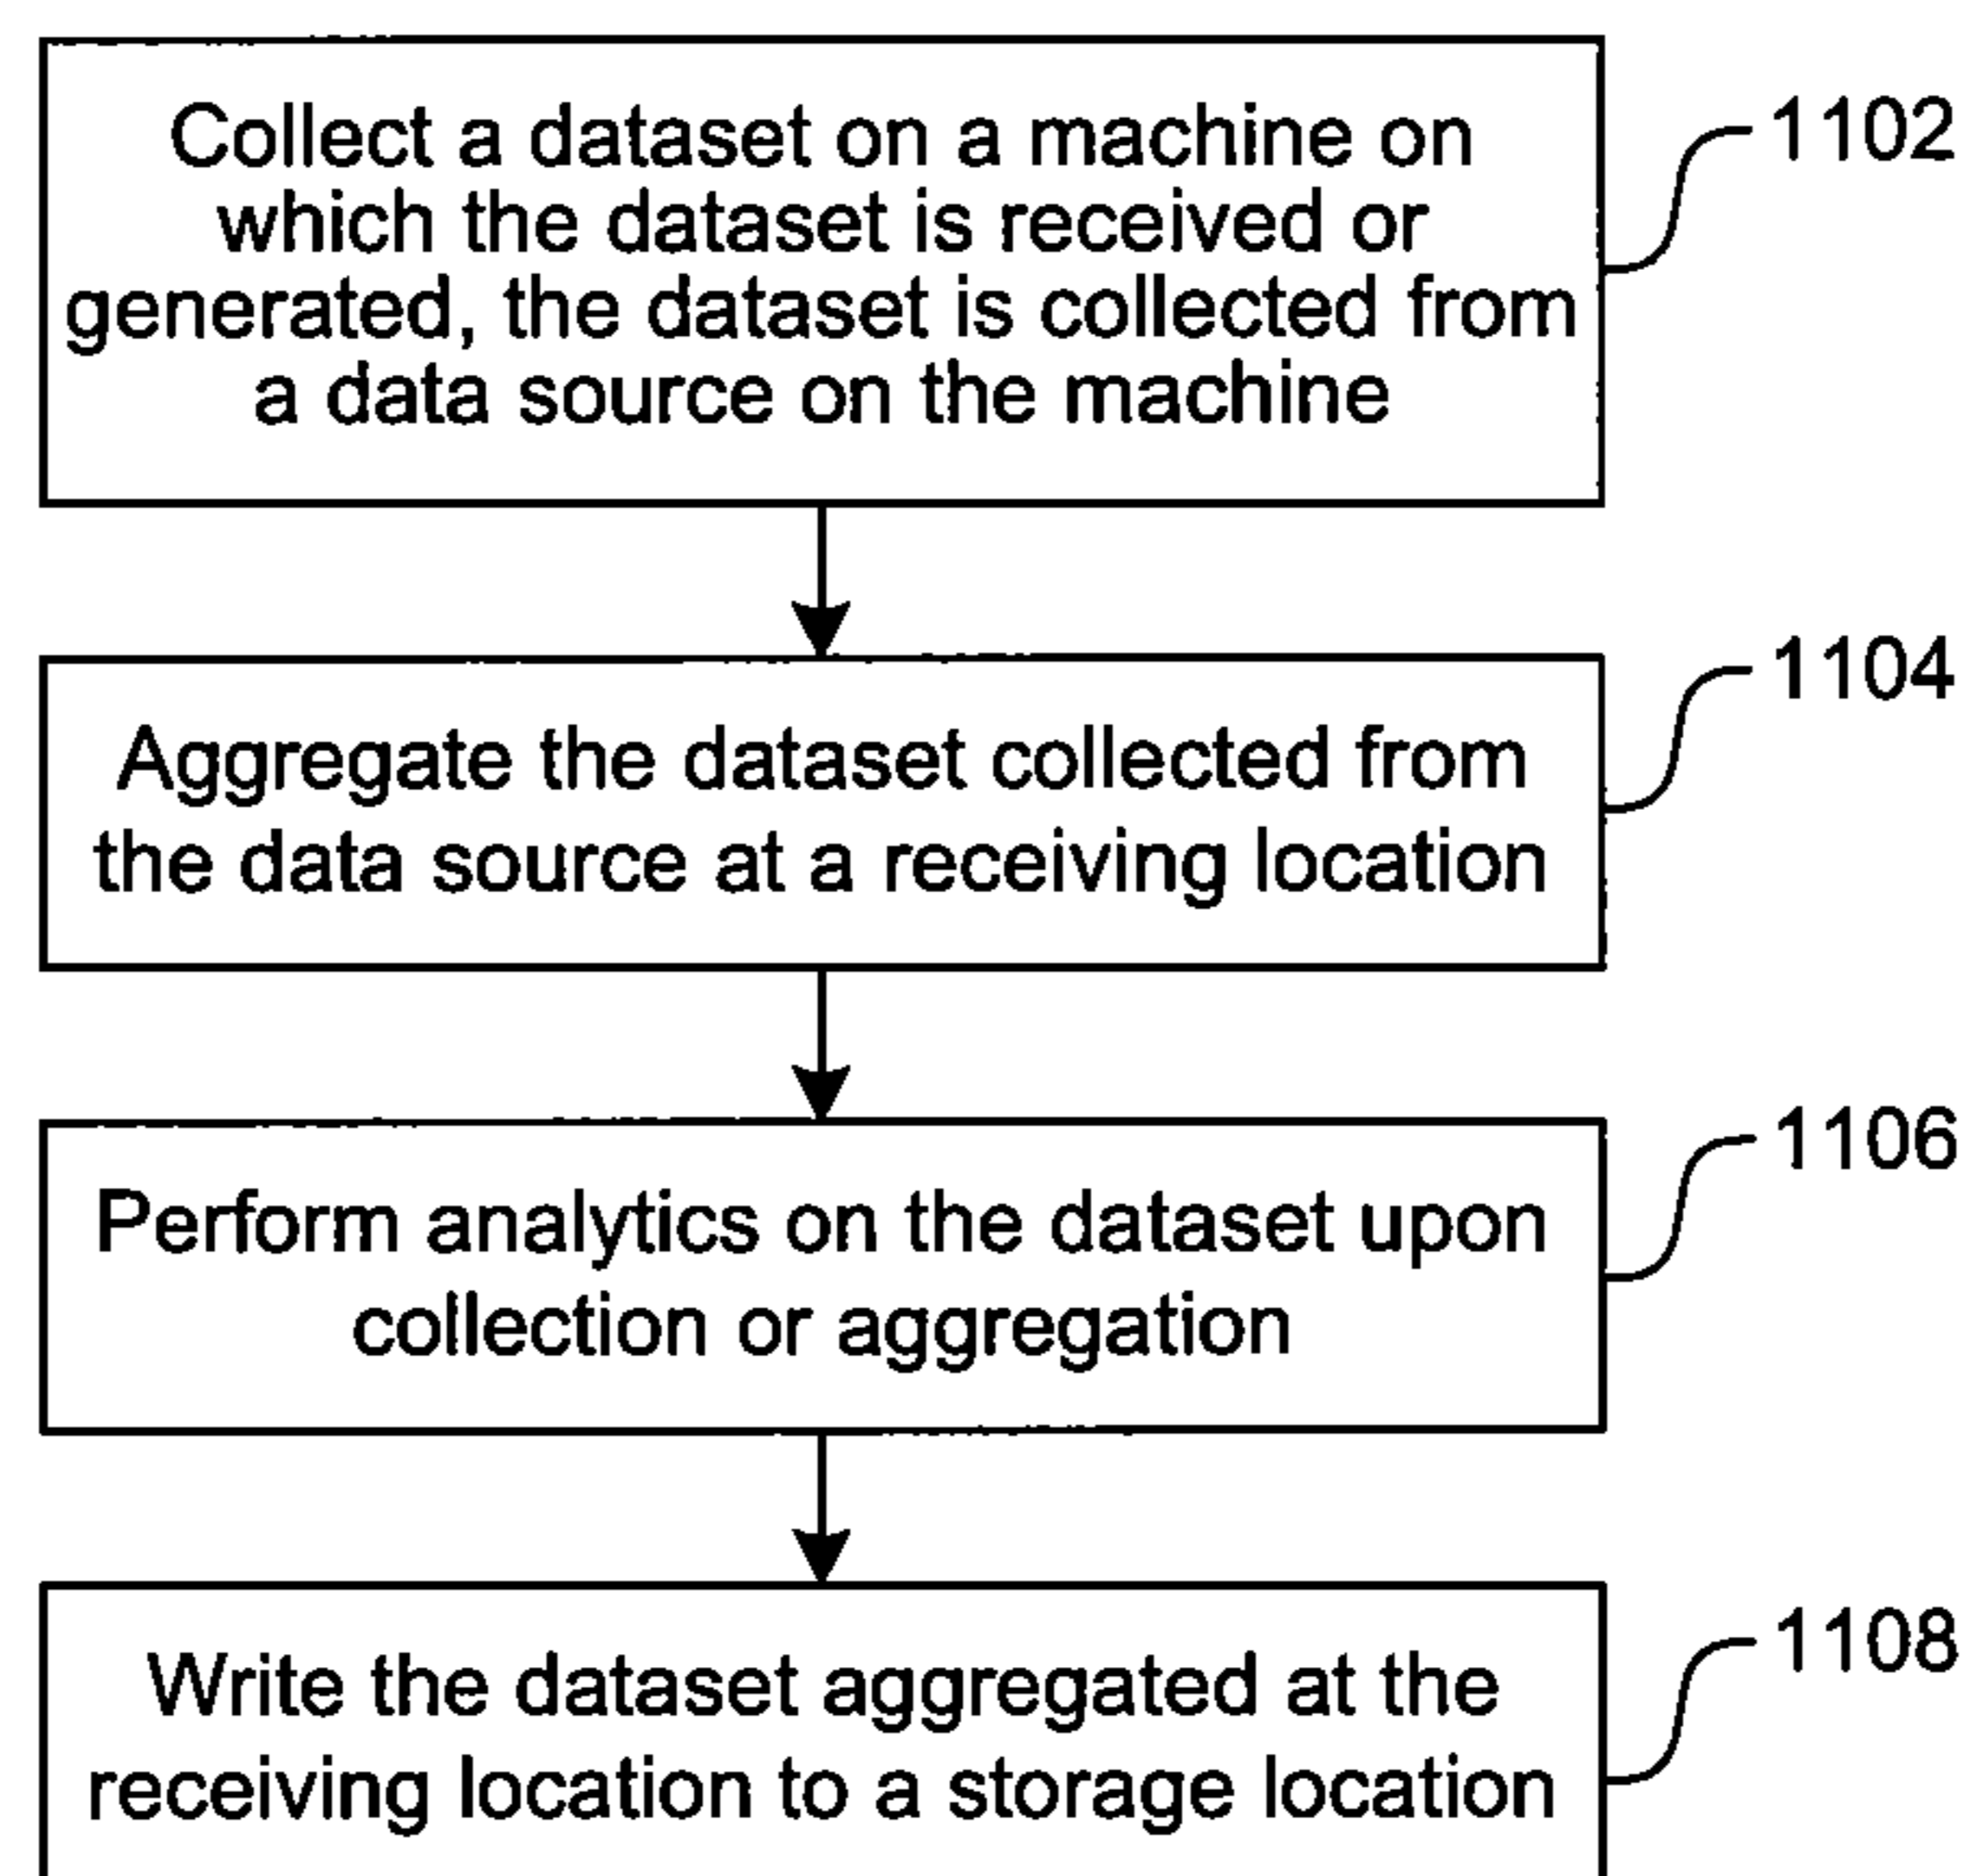 Collect a dataset on a machine on
which the dataset is received or
generated, the dataset is collected from
a data source on the machine
1102
Aggregate the dataset collected from
the data source at a receiving location
1104
Perform analytics on the dataset upon
collection or aggregation
1106
Write the dataset aggregated at the
receiving location to a storage location
1108